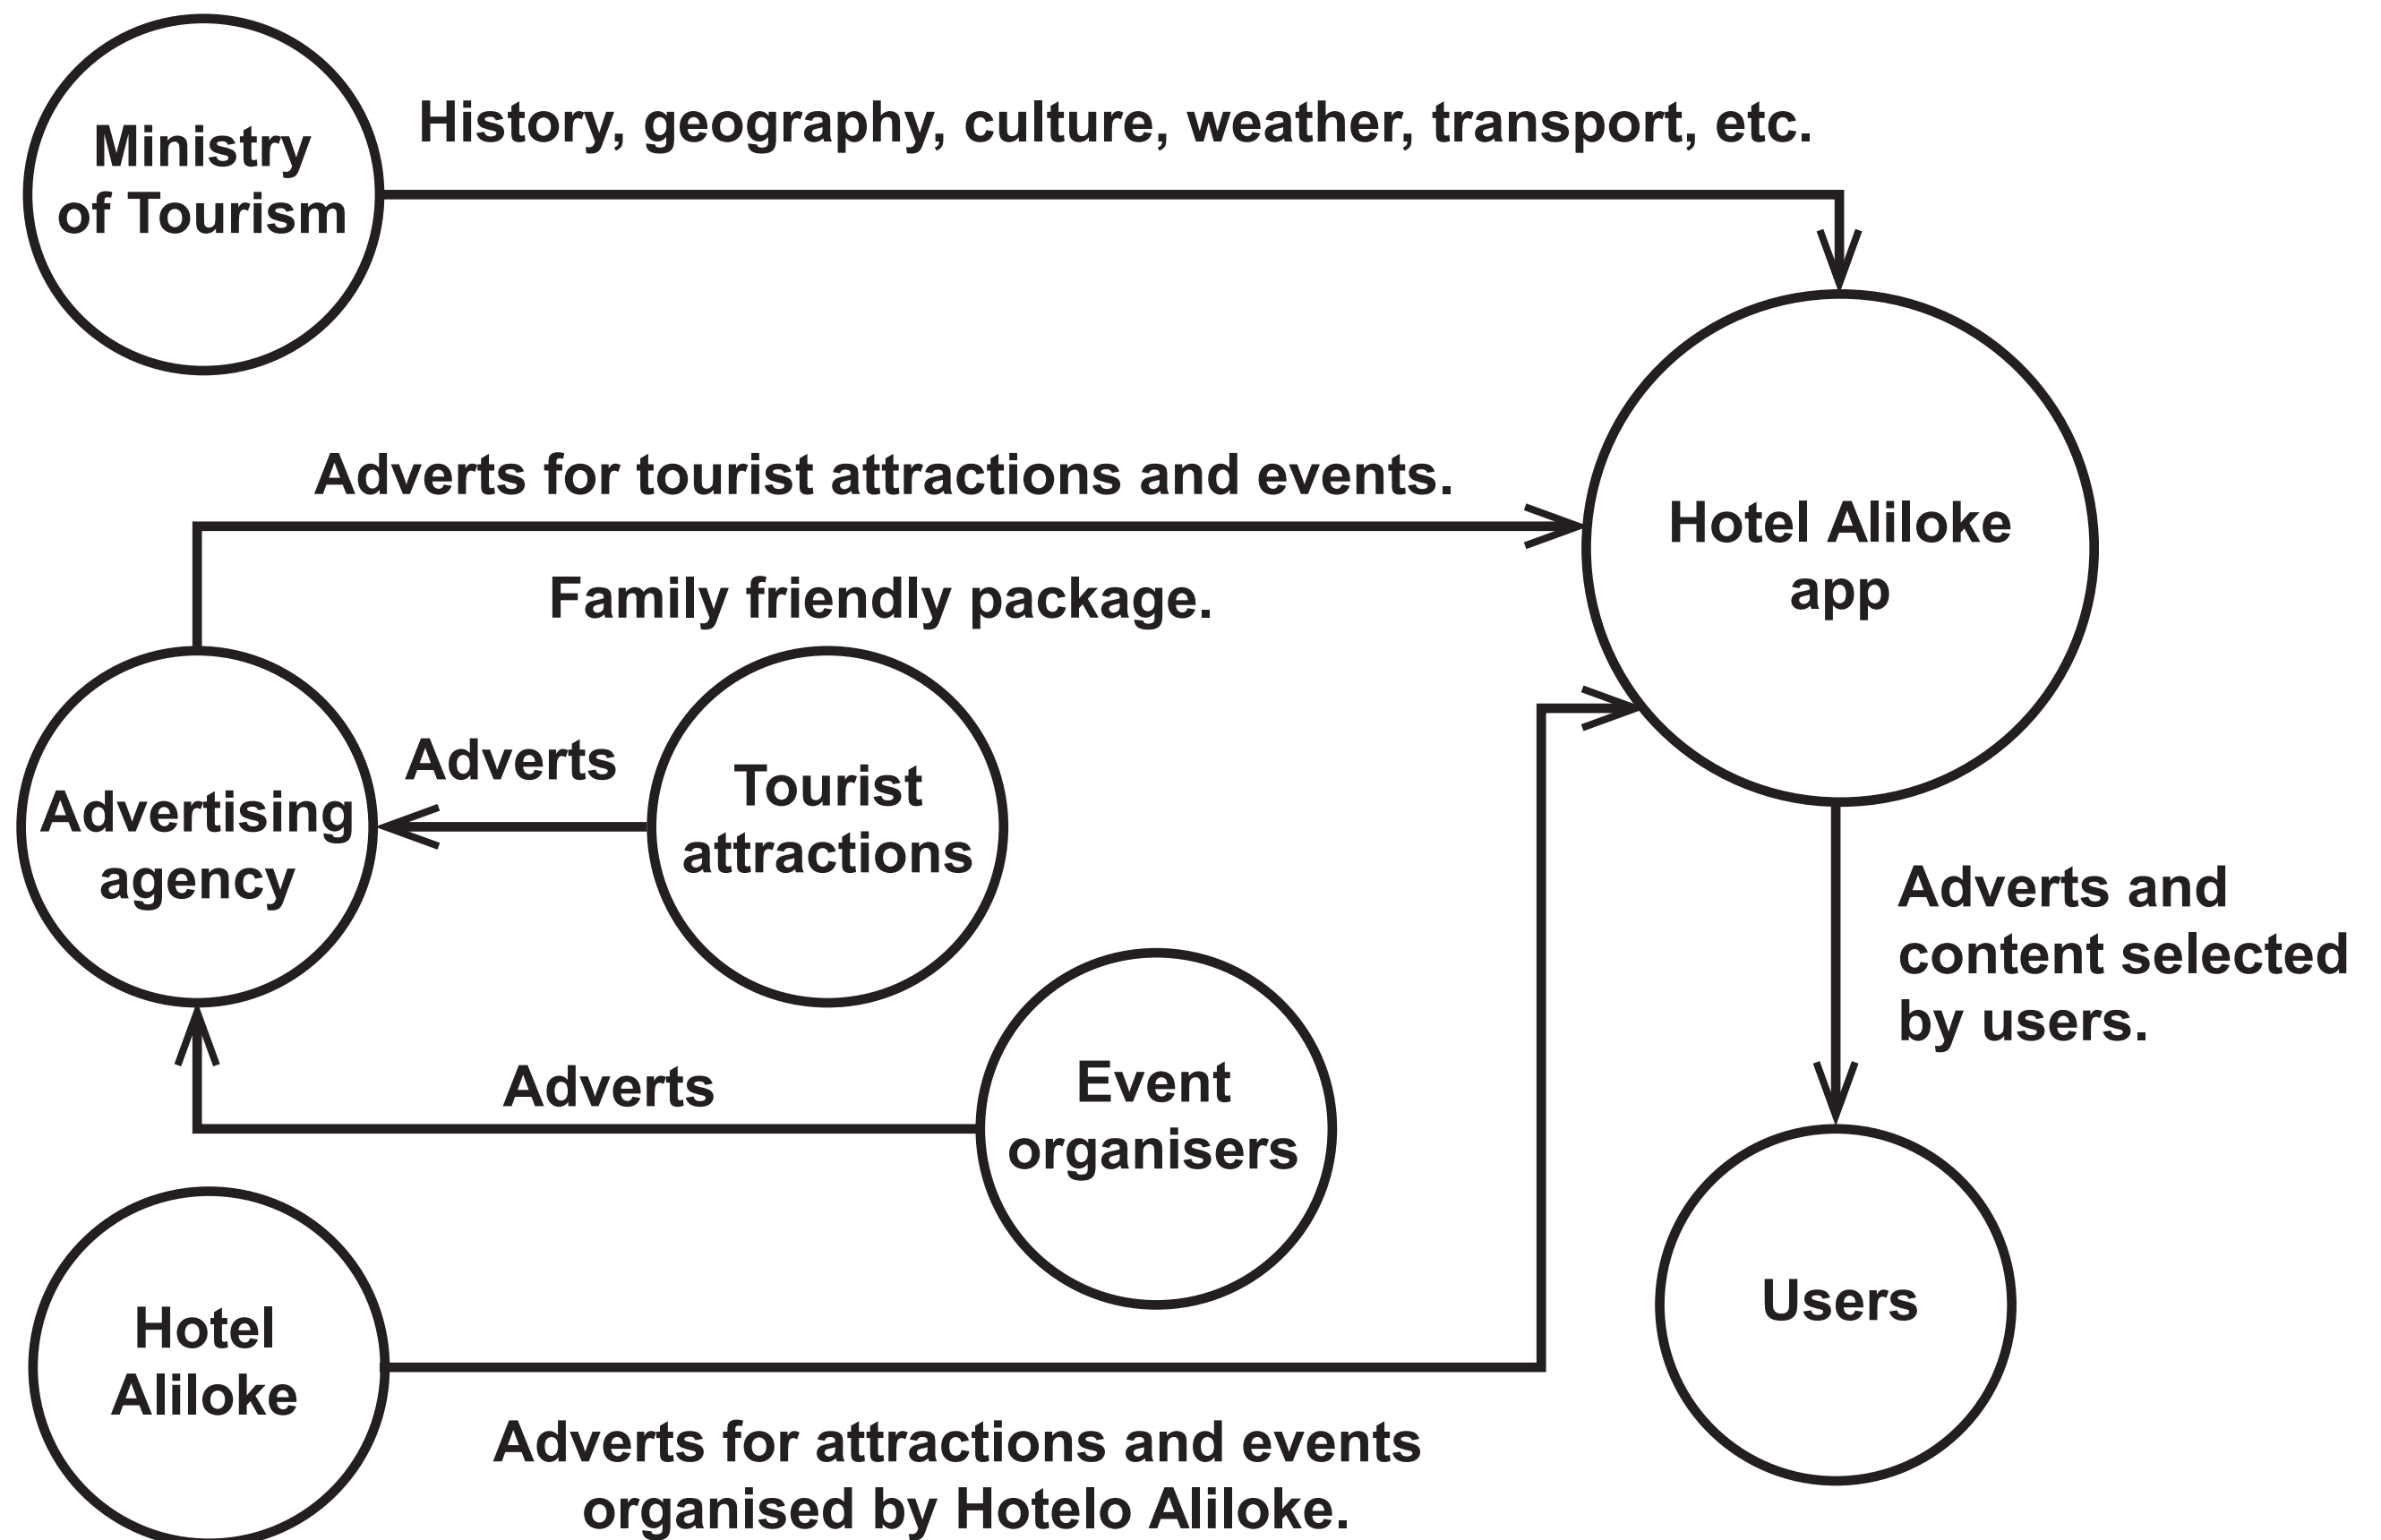 Ministry
of Tourism
History, geography, culture, weather, transport, etc.
Adverts for tourist attractions and events.
Family friendly package.
Hotel Aliloke
app
Advertising
agency
Adverts
Tourist
attractions
Adverts and
content selected
by users.
Adverts
Event
organisers
Users
Hotel
Aliloke
Adverts for attractions and events
organised by Hotelo Aliloke.